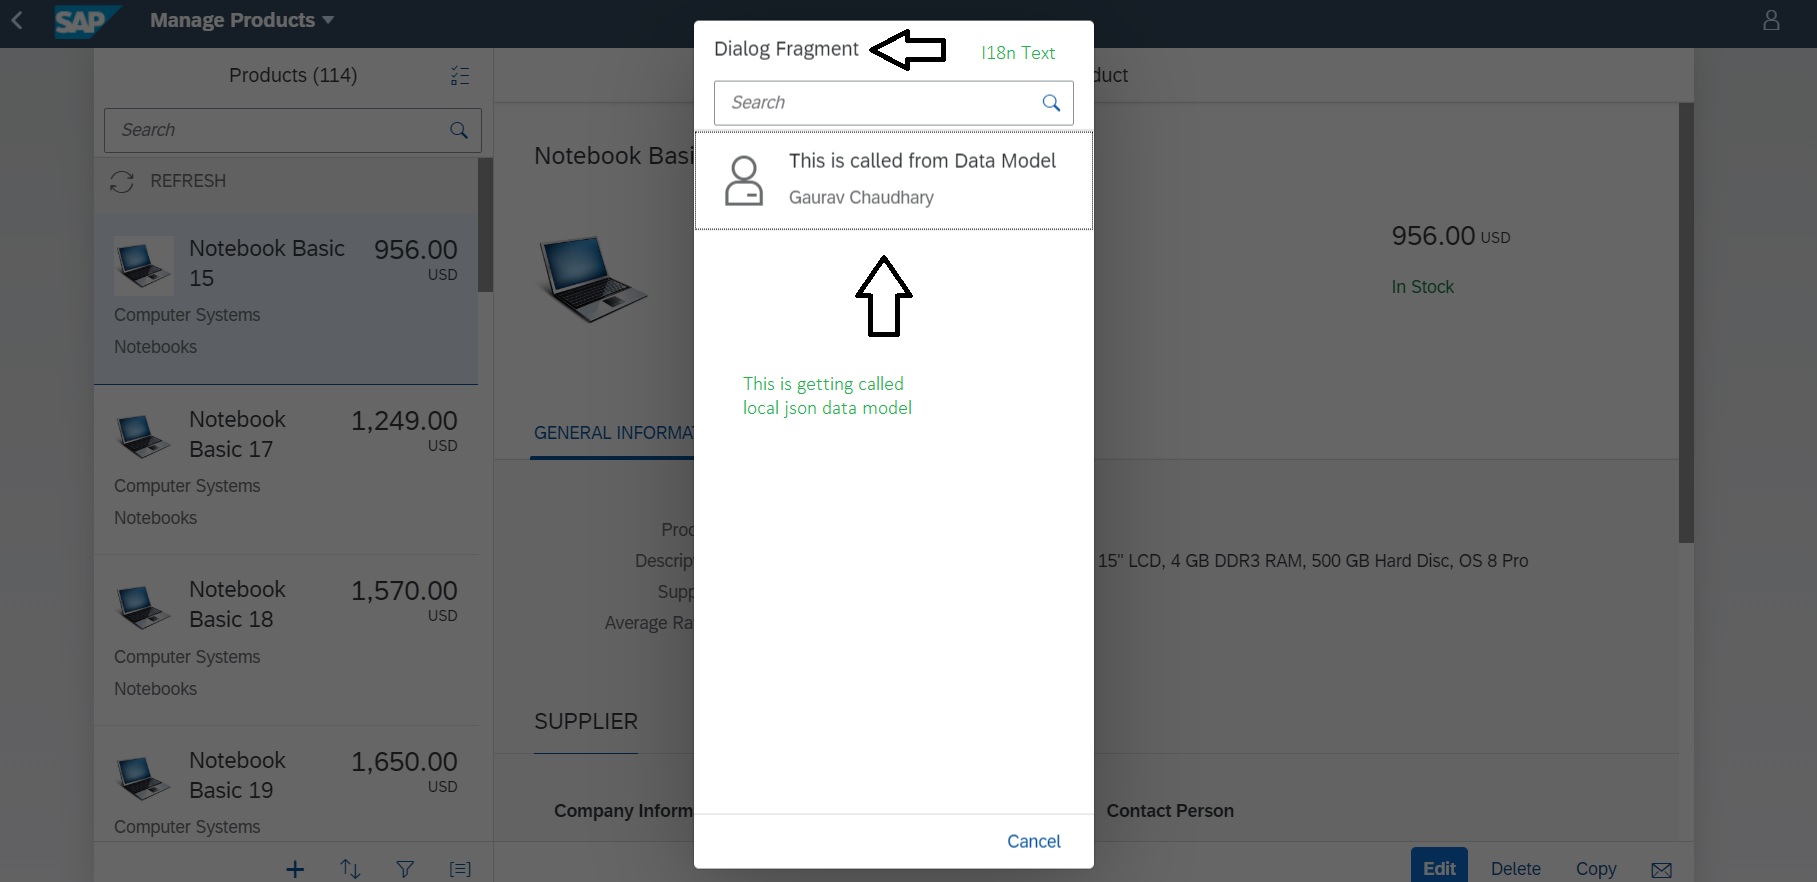 SAP Manage Products
Products (114)
Search
REFRESH
Notebook Basic 956.00
15 USD
Computer Systems
Notebooks
Notebook 1,249.00
Basic 17 USD
Computer Systems
Notebooks
Notebook 1,570.00
Basic 18 USD
Computer Systems
Notebooks
Notebook 1,650.00
Basic 19 USD
Computer Systems
Dialog Fragment I18n Text
Search
This is called from Data Model
Gaurav Chaudhary
This is getting called
local json data model
Cancel
duct
Notebook Basi
956.00 USD
In Stock
GENERAL INFORMA
Proc
Descrip 15" LCD, 4 GB DDR3 RAM, 500 GB Hard Disc, OS 8 Pro
Supp
Average Ra
SUPPLIER
Company Inform Contact Person
Edit Delete Copy